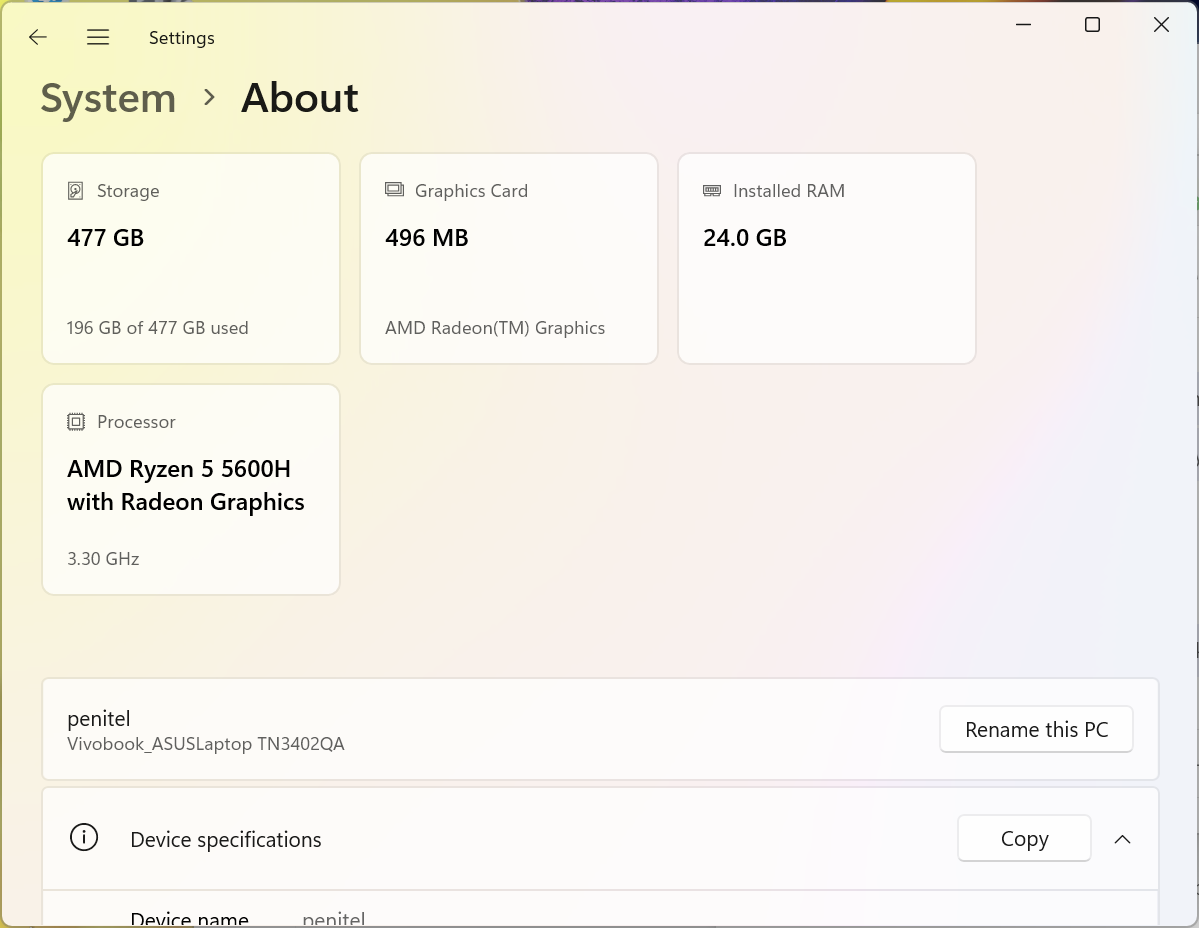 Settings
System > About
Storage
477 GB
196 GB of 477 GB used
Graphics Card
496 MB
AMD Radeon(TM) Graphics
Installed RAM
24.0 GB
Processor
AMD Ryzen 5 5600H
with Radeon Graphics
3.30 GHz
penitel
Vivobook_ASUSLaptop TN3402QA
Rename this PC
Device specifications
Copy
Device name penitel